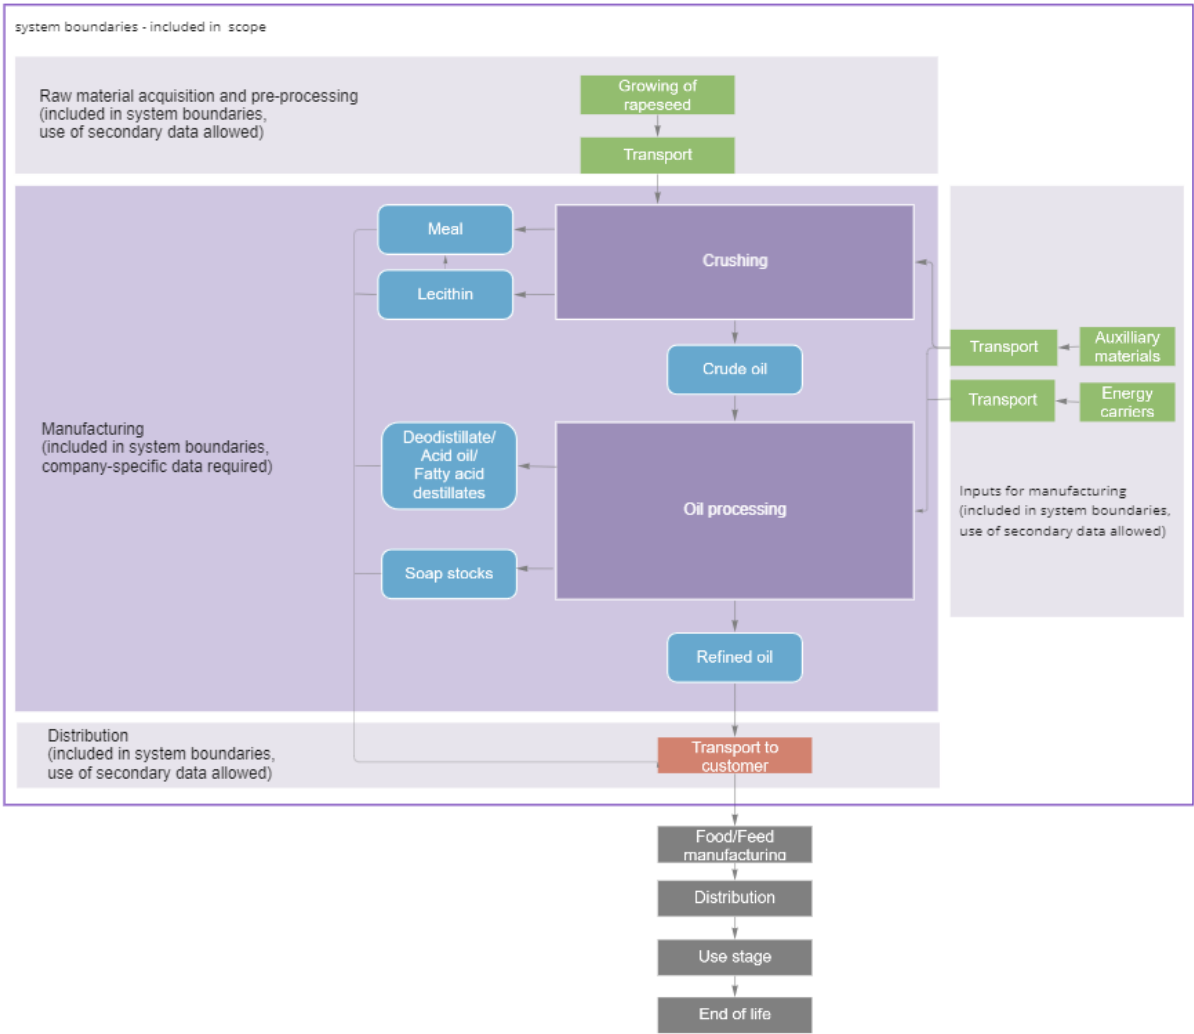 system boundaries - included in scope
Raw material acquisition and pre-processing
(included in system boundaries,
use of secondary data allowed)
Growing of
rapeseed
Transport
Meal
Crushing
Lecithin
Transport
Auxilliary
materials
Crude oil
Transport
Energy
carriers
Manufacturing
(included in system boundaries,
company-specific data required)
Deodistillate/
Acid oil/
Fatty acid
destillates
Oil processing
Inputs for manufacturing
(included in system boundaries,
use of secondary data allowed)
Soap stocks
Refined oil
Distribution
(included in system boundaries,
use of secondary data allowed)
Transport to
customer
Food/Feed
manufacturing
Distribution
Use stage
End of life